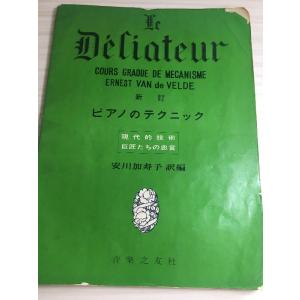 Le
Déliateur
COURS GRADUE DE MECANISME
ERNEST VAN de VELDE
新訂
ピアノのテクニック
現代的技術
巨匠たちの忠言
安川加寿子訳編
音楽之友社